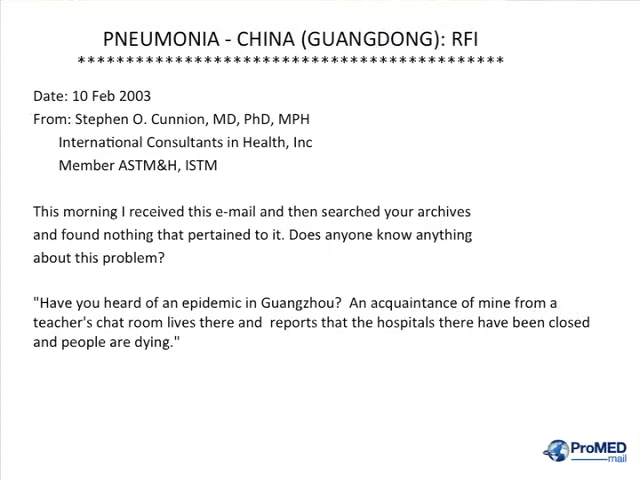 PNEUMONIA - CHINA (GUANGDONG): RFI
********************************************
Date: 10 Feb 2003
From: Stephen O. Cunnion, MD, PhD, MPH
International Consultants in Health, Inc
Member ASTM&H, ISTM
This morning I received this e-mail and then searched your archives
and found nothing that pertained to it. Does anyone know anything
about this problem?
"Have you heard of an epidemic in Guangzhou?  An acquaintance of mine from a
teacher's chat room lives there and  reports that the hospitals there have been closed
and people are dying."
ProMED
mail